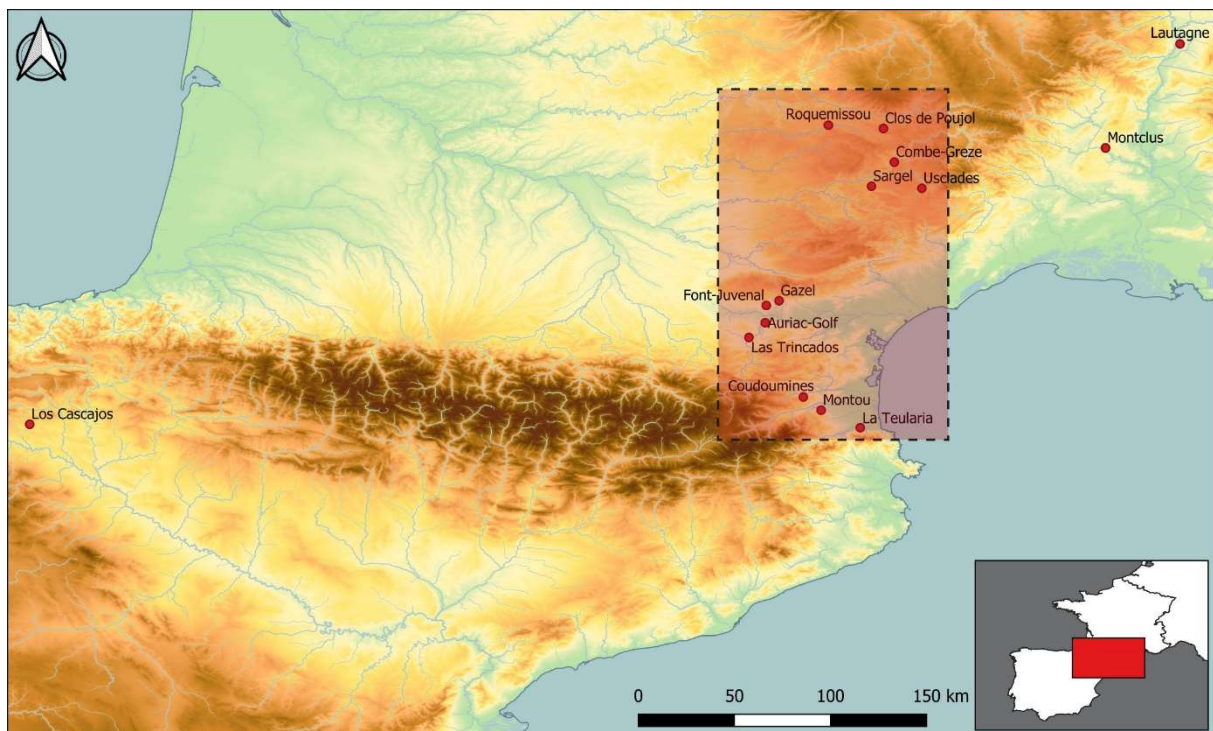 Lautagne
Roquemissou
Clos de Poujol
Montclus
Combe-Greze
Sargel
Usclades
Gazel
Font-Juvenal
Auriac-Golf
Las Trincados
Coudoumines
Montou
Los Cascajos
La Teularia
0 50 100 150 km